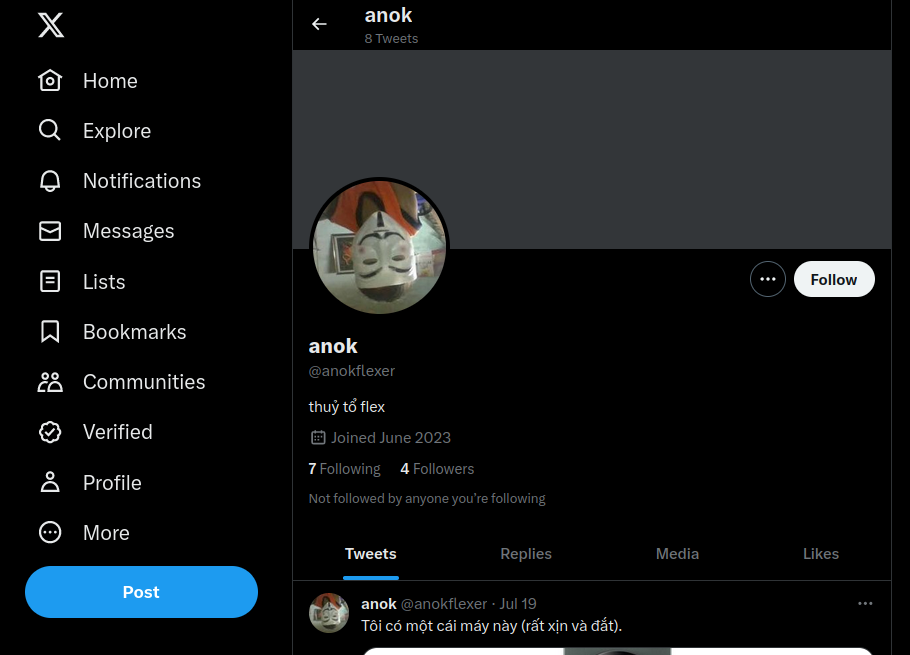 anok
8 Tweets
Home
Explore
Notifications
Messages
Lists
Bookmarks
Communities
Verified
Profile
More
Post
Follow
anok
@anokflexer
thuỷ tổ flex
Joined June 2023
7 Following 4 Followers
Not followed by anyone you're following
Tweets Replies Media Likes
anok @anokflexer · Jul 19
Tôi có một cái máy này (rất xịn và đắt).